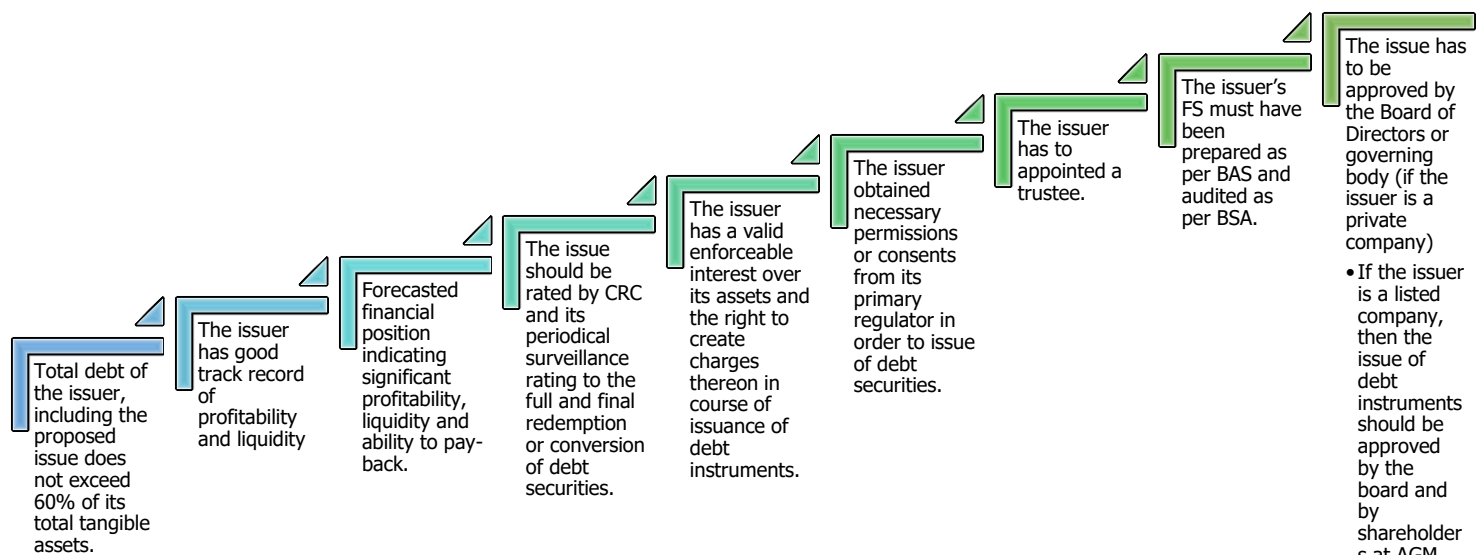 Total debt of
the issuer,
including the
proposed
issue does
not exceed
60% of its
total tangible
assets.
The issuer
has good
track record
of
profitability
and liquidity
Forecasted
financial
position
indicating
significant
profitability,
liquidity and
ability to pay-
back.
The issue
should be
rated by CRC
and its
periodical
surveillance
rating to the
full and final
redemption
or conversion
of debt
securities.
The issuer
has a valid
enforceable
interest over
its assets and
the right to
create
charges
thereon in
course of
issuance of
debt
instruments.
The issuer
obtained
necessary
permissions
or consents
from its
primary
regulator in
order to issue
of debt
securities.
The issuer
has to
appointed a
trustee.
The issuer's
FS must have
been
prepared as
per BAS and
audited as
per BSA.
The issue has
to be
approved by
the Board of
Directors or
governing
body (if the
issuer is a
private
company)
• If the issuer
is a listed
company,
then the
issue of
debt
instruments
should be
approved
by the
board and
by
shareholder
s at AGM